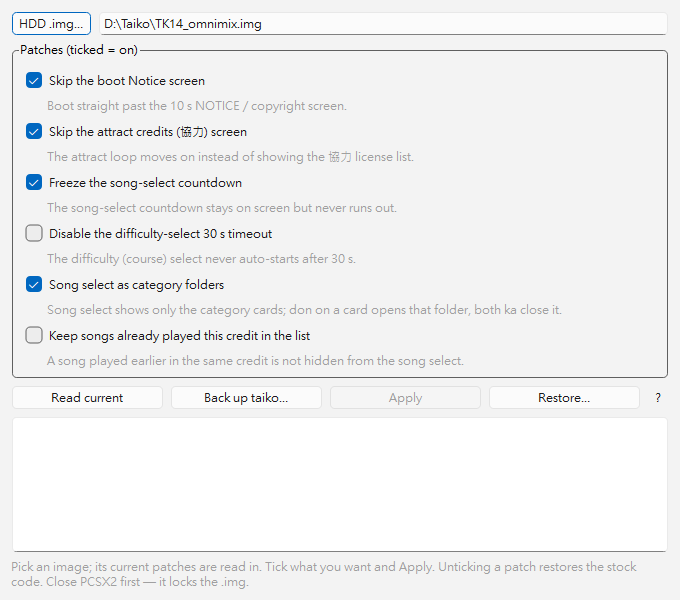 HDD .img...
D:\Taiko\TK14_omnimix.img
Patches (ticked = on)
Skip the boot Notice screen
Boot straight past the 10 s NOTICE / copyright screen.
Skip the attract credits (協力) screen
The attract loop moves on instead of showing the 協力 license list.
Freeze the song-select countdown
The song-select countdown stays on screen but never runs out.
Disable the difficulty-select 30 s timeout
The difficulty (course) select never auto-starts after 30 s.
Song select as category folders
Song select shows only the category cards; don on a card opens that folder, both ka close it.
Keep songs already played this credit in the list
A song played earlier in the same credit is not hidden from the song select.
Read current
Back up taiko...
Apply
Restore...
?
Pick an image; its current patches are read in. Tick what you want and Apply. Unticking a patch restores the stock
code. Close PCSX2 first — it locks the .img.